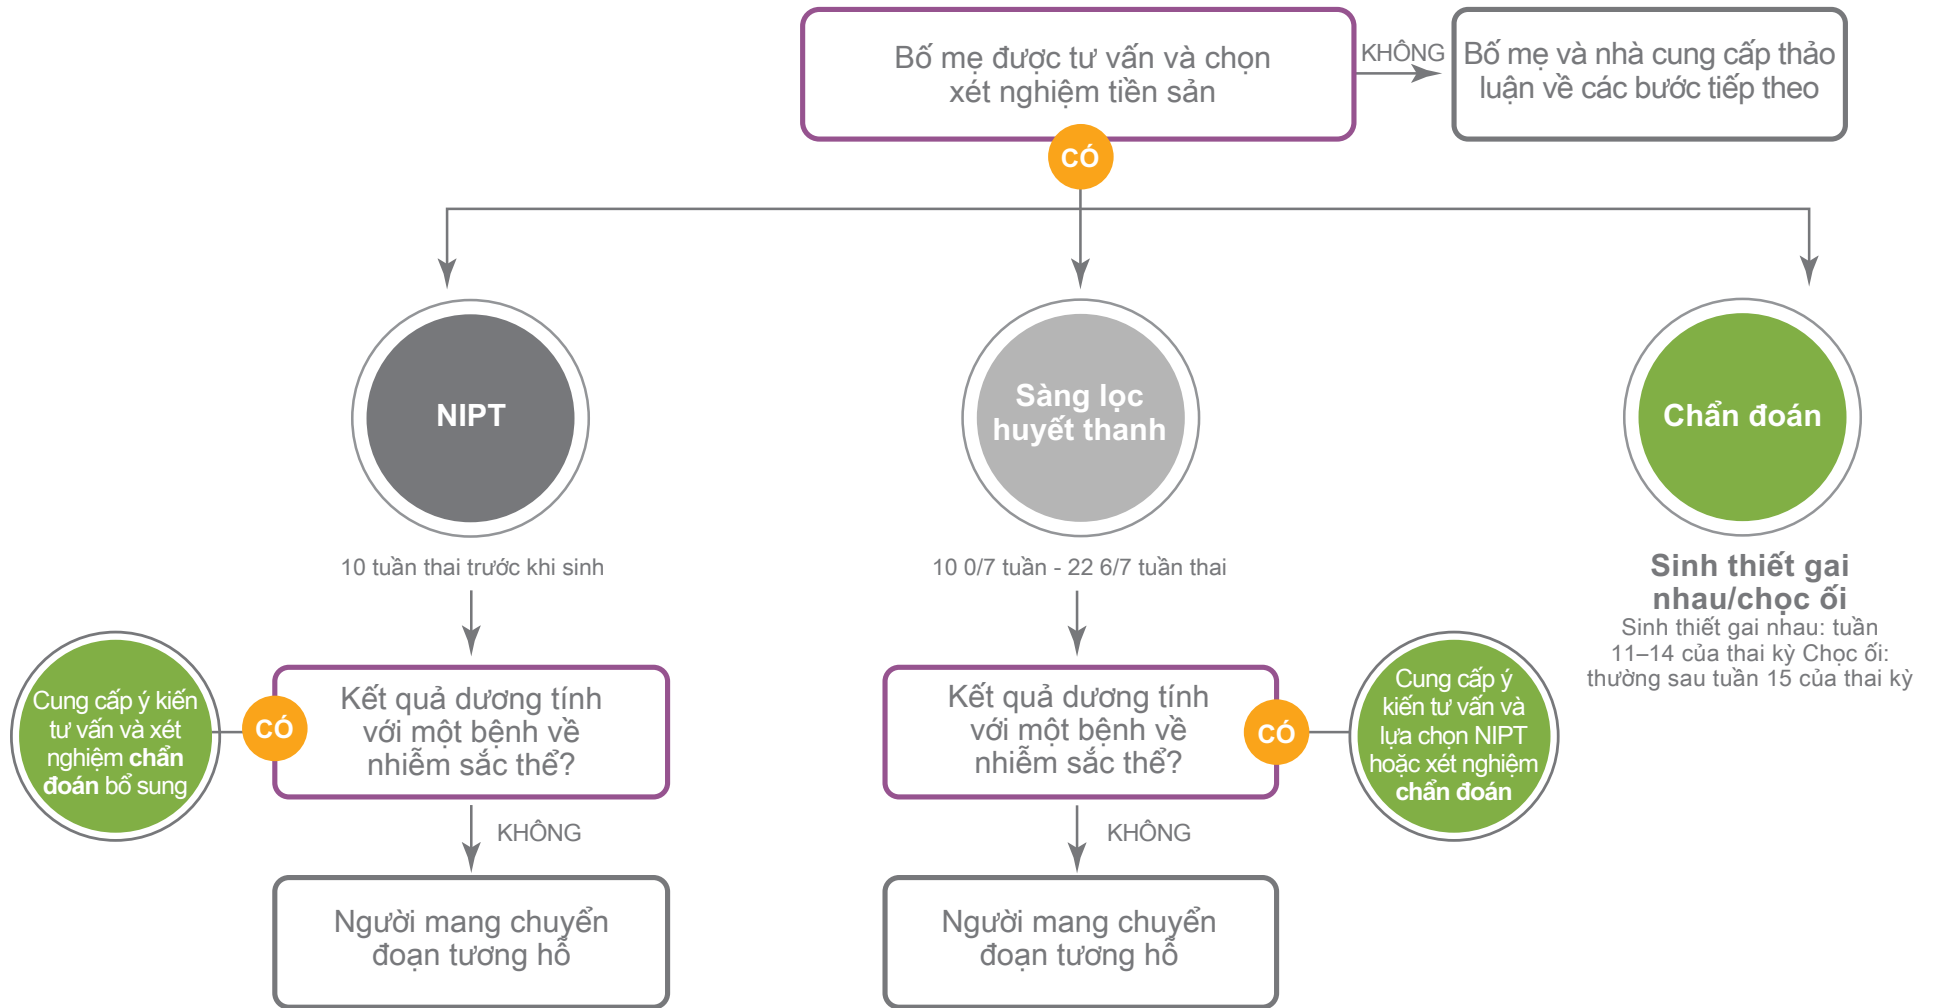 Bố mẹ được tư vấn và chọn
xét nghiệm tiền sản
KHÔNG
Bố mẹ và nhà cung cấp thảo
luận về các bước tiếp theo
CÓ
NIPT
Sàng lọc
huyết thanh
Chẩn đoán
10 tuần thai trước khi sinh
10 0/7 tuần - 22 6/7 tuần thai
Sinh thiết gai
nhau/chọc ối
Sinh thiết gai nhau: tuần
11–14 của thai kỳ Chọc ối:
thường sau tuần 15 của thai kỳ
Cung cấp ý kiến
tư vấn và xét
nghiệm chẩn
đoán bổ sung
CÓ
Kết quả dương tính
với một bệnh về
nhiễm sắc thể?
Kết quả dương tính
với một bệnh về
nhiễm sắc thể?
CÓ
Cung cấp ý
kiến tư vấn và
lựa chọn NIPT
hoặc xét nghiệm
chẩn đoán
KHÔNG
KHÔNG
Người mang chuyển
đoạn tương hỗ
Người mang chuyển
đoạn tương hỗ